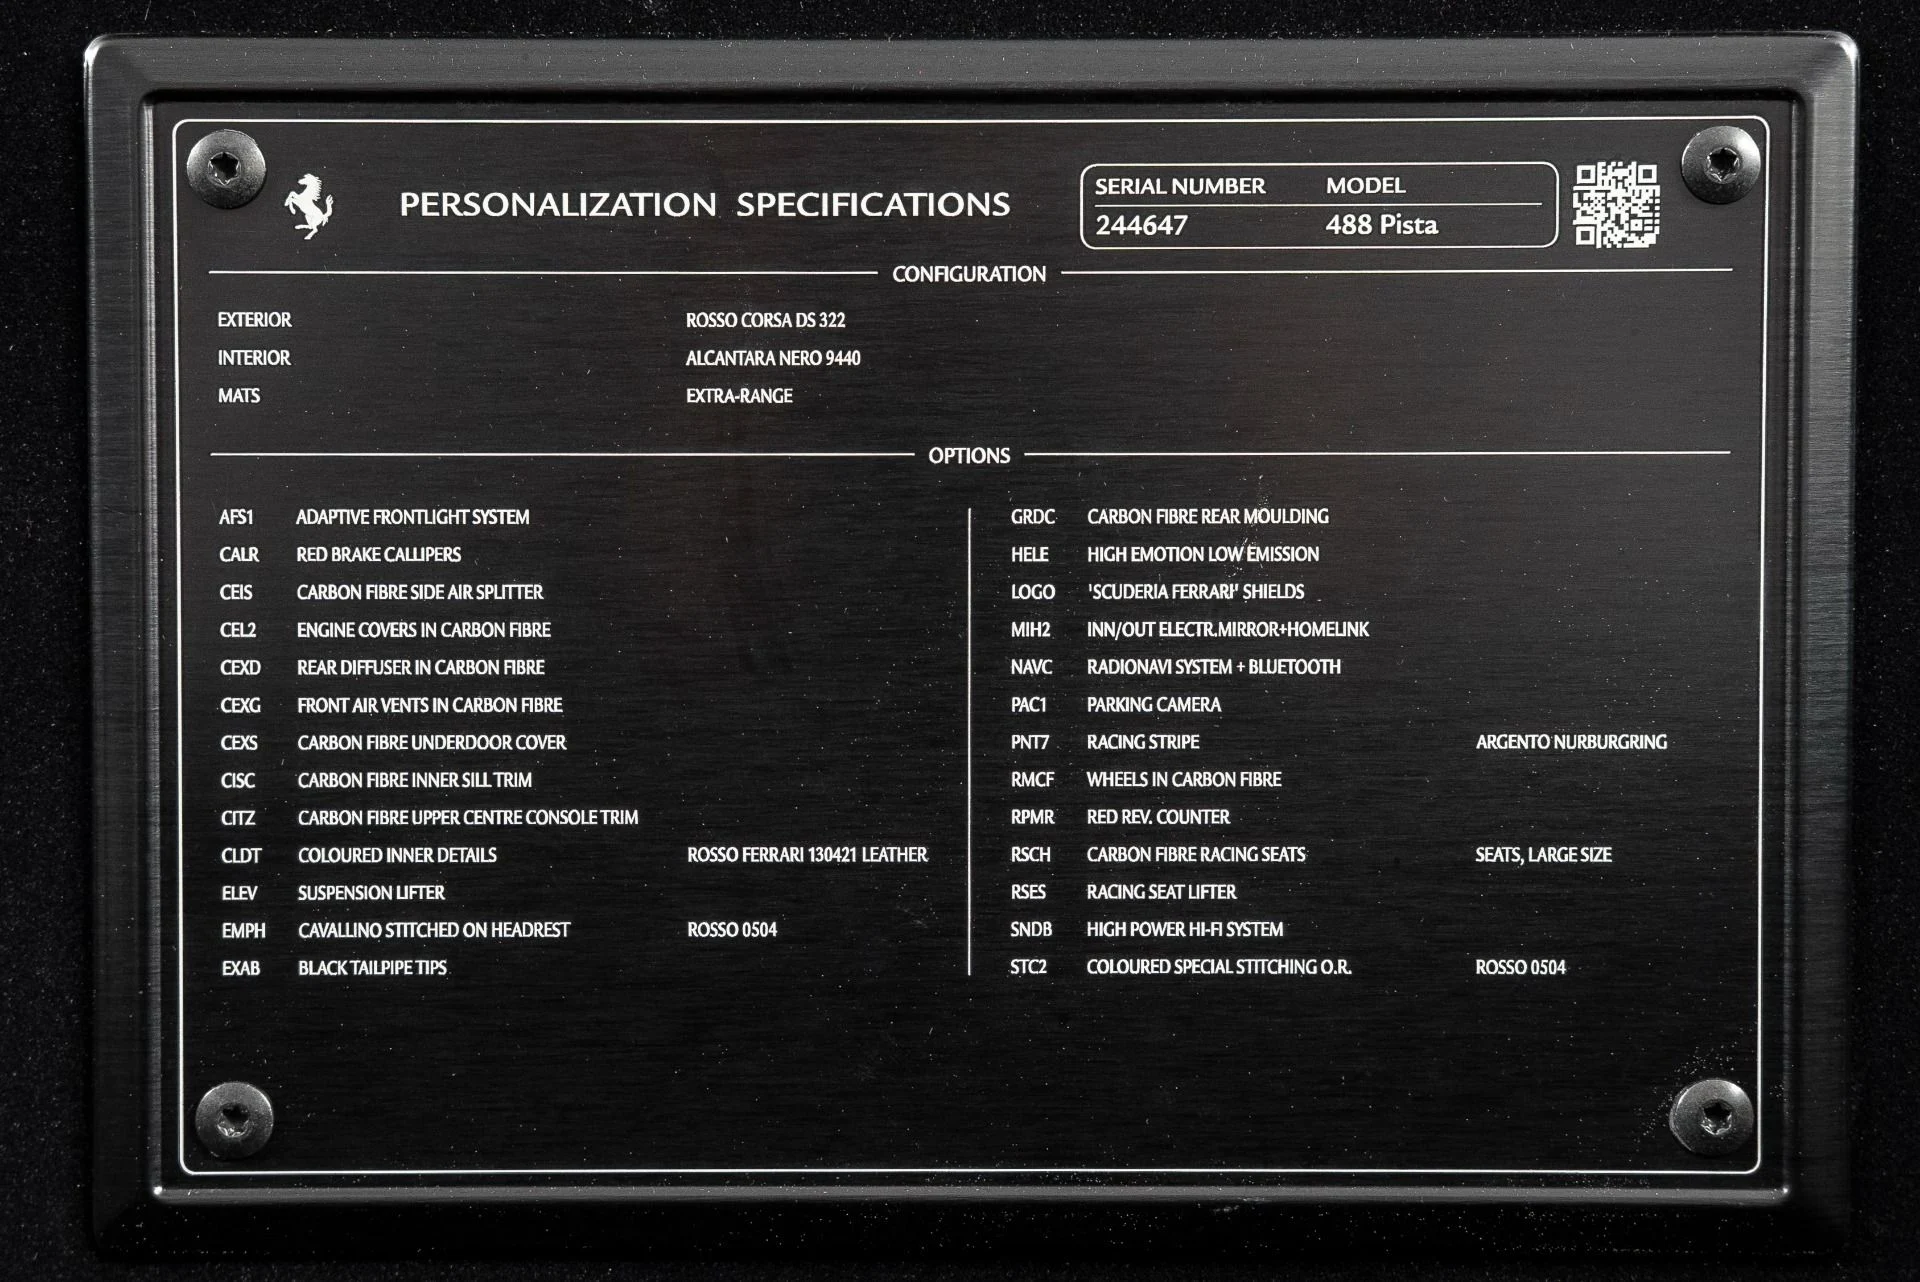 PERSONALIZATION SPECIFICATIONS
SERIAL NUMBER MODEL
244647 488 Pista
CONFIGURATION
EXTERIOR ROSSO CORSA DS 322
INTERIOR ALCANTARA NERO 9440
MATS EXTRA-RANGE
OPTIONS
AFS1 ADAPTIVE FRONTLIGHT SYSTEM
CALR RED BRAKE CALLIPERS
CEIS CARBON FIBRE SIDE AIR SPLITTER
CEL2 ENGINE COVERS IN CARBON FIBRE
CEXD REAR DIFFUSER IN CARBON FIBRE
CEXG FRONT AIR VENTS IN CARBON FIBRE
CEXS CARBON FIBRE UNDERDOOR COVER
CISC CARBON FIBRE INNER SILL TRIM
CITZ CARBON FIBRE UPPER CENTRE CONSOLE TRIM
CLDT COLOURED INNER DETAILS ROSSO FERRARI 130421 LEATHER
ELEV SUSPENSION LIFTER
EMPH CAVALLINO STITCHED ON HEADREST ROSSO 0504
EXAB BLACK TAILPIPE TIPS
GRDC CARBON FIBRE REAR MOULDING
HELE HIGH EMOTION LOW EMISSION
LOGO 'SCUDERIA FERRARI' SHIELDS
MIH2 INN/OUT ELECTR.MIRROR+HOMELINK
NAVC RADIONAVI SYSTEM + BLUETOOTH
PAC1 PARKING CAMERA
PNT7 RACING STRIPE ARGENTO NURBURGRING
RMCF WHEELS IN CARBON FIBRE
RPMR RED REV. COUNTER
RSCH CARBON FIBRE RACING SEATS SEATS, LARGE SIZE
RSES RACING SEAT LIFTER
SNDB HIGH POWER HI-FI SYSTEM
STC2 COLOURED SPECIAL STITCHING O.R. ROSSO 0504